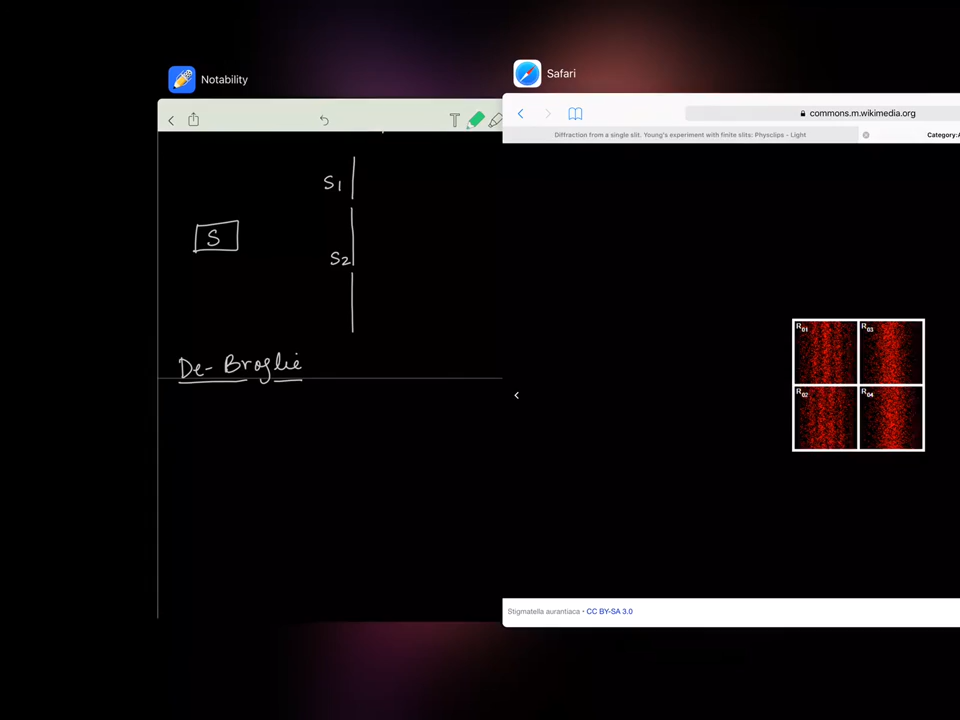 Notability
S1
S
S2
De-Broglie
Safari
commons.m.wikimedia.org
Diffraction from a single slit. Young's experiment with finite slits: Physclips - Light
Category:A
R01
R03
R02
R04
Stigmatella aurantiaca • CC BY-SA 3.0